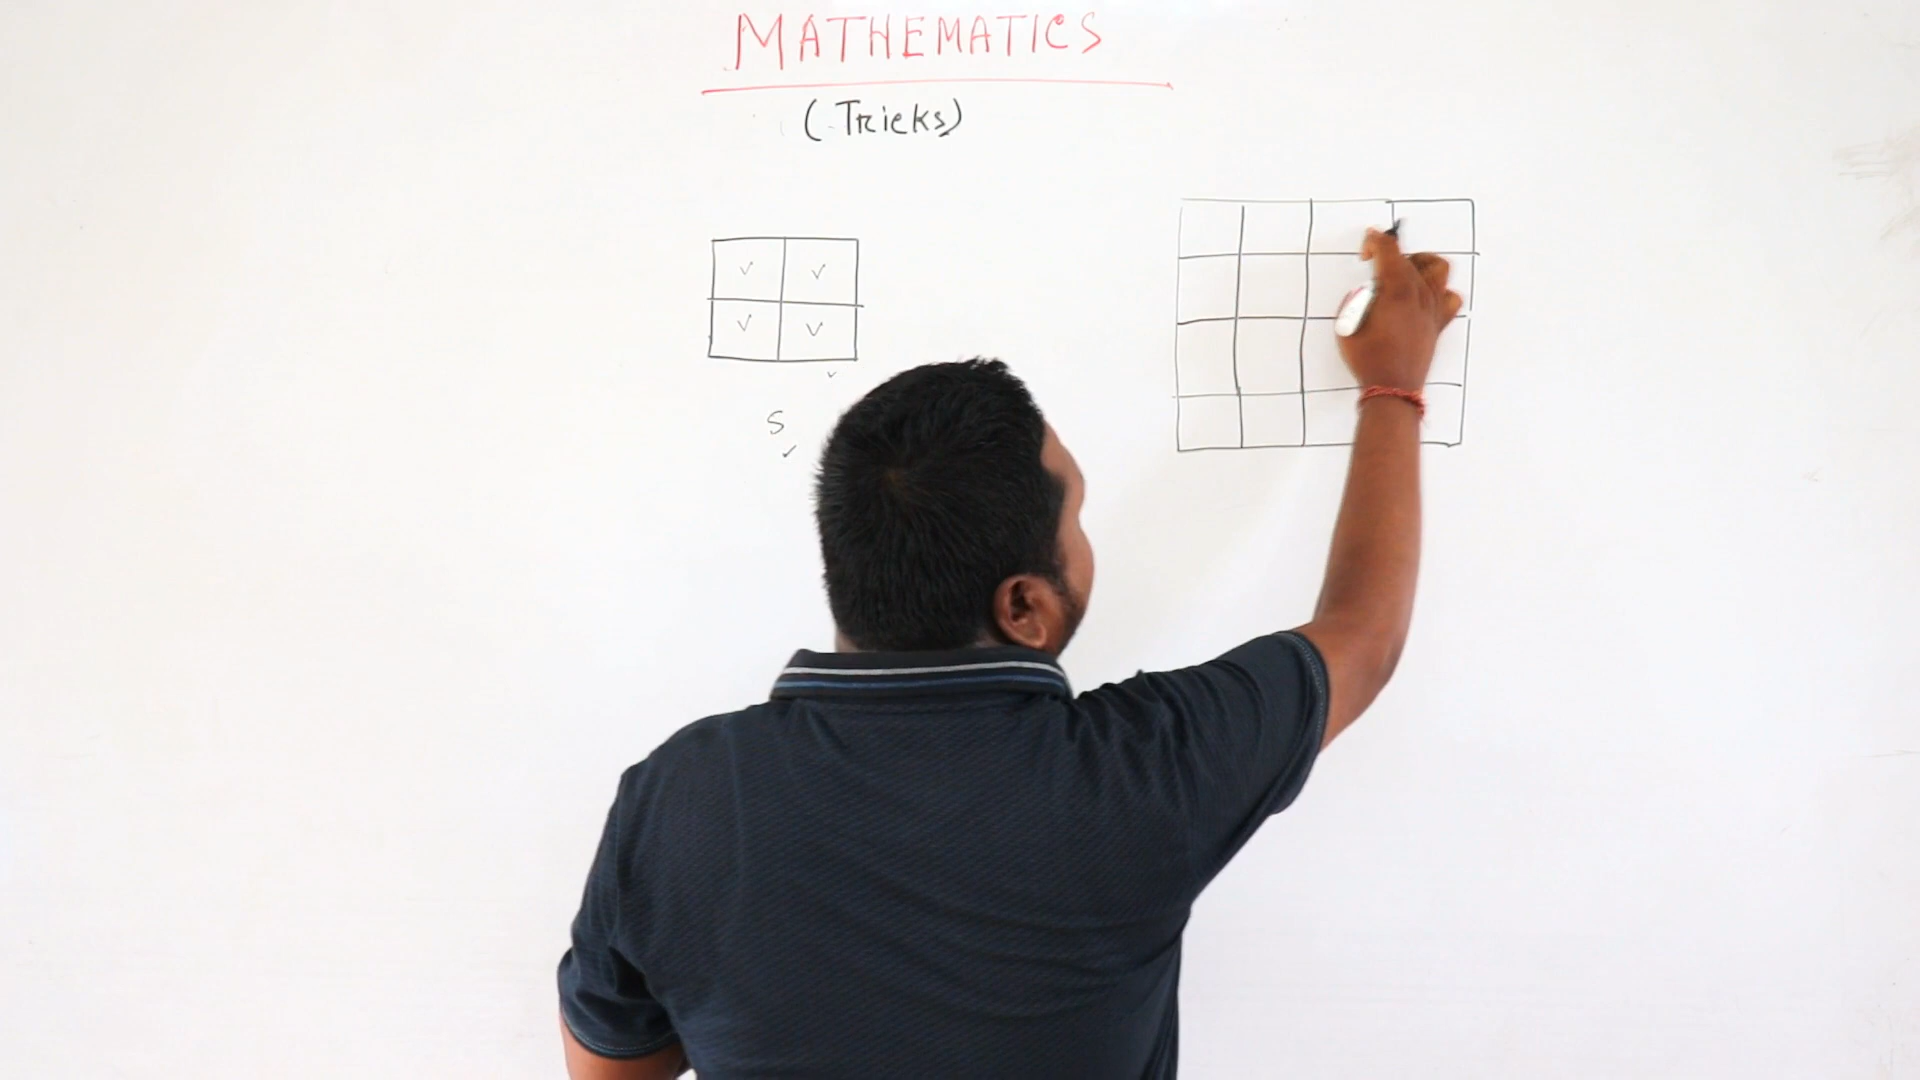 MATHEMATICS
(Tricks)
✓ ✓
✓ ✓
✓
S
✓